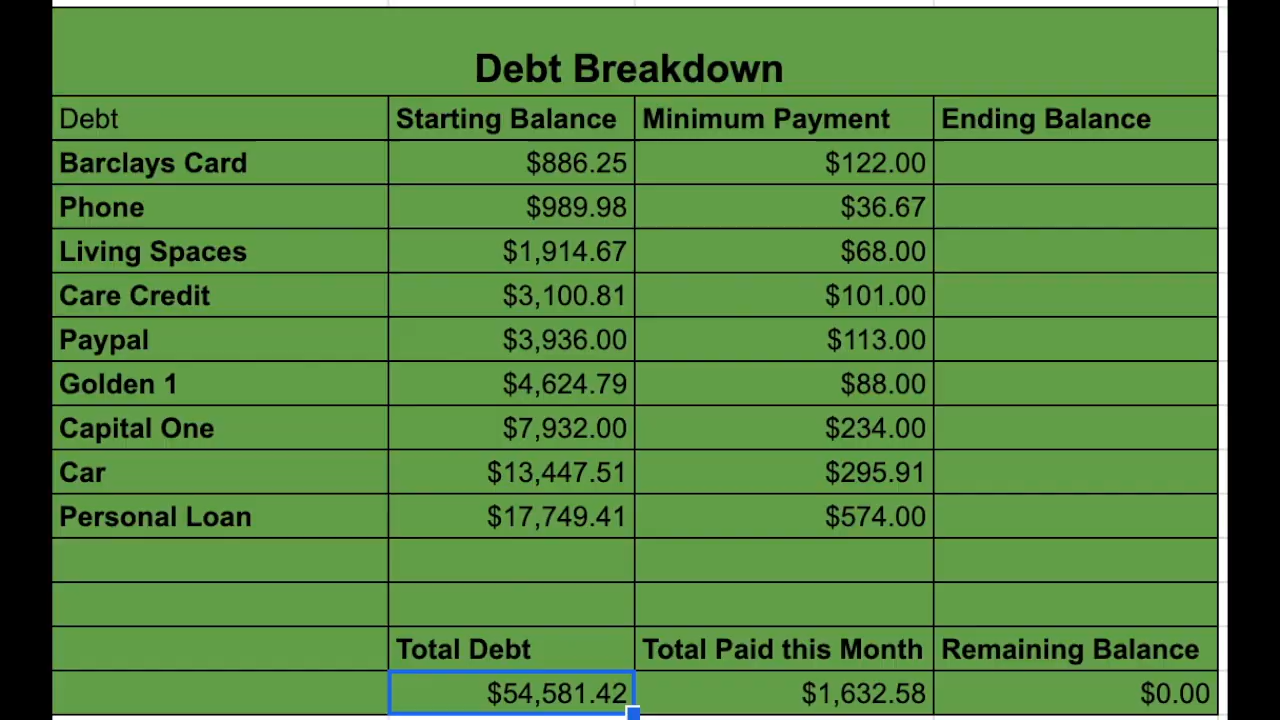 Debt Breakdown
Debt Starting Balance Minimum Payment Ending Balance
Barclays Card $886.25 $122.00
Phone $989.98 $36.67
Living Spaces $1,914.67 $68.00
Care Credit $3,100.81 $101.00
Paypal $3,936.00 $113.00
Golden 1 $4,624.79 $88.00
Capital One $7,932.00 $234.00
Car $13,447.51 $295.91
Personal Loan $17,749.41 $574.00
Total Debt Total Paid this Month Remaining Balance
$54,581.42 $1,632.58 $0.00